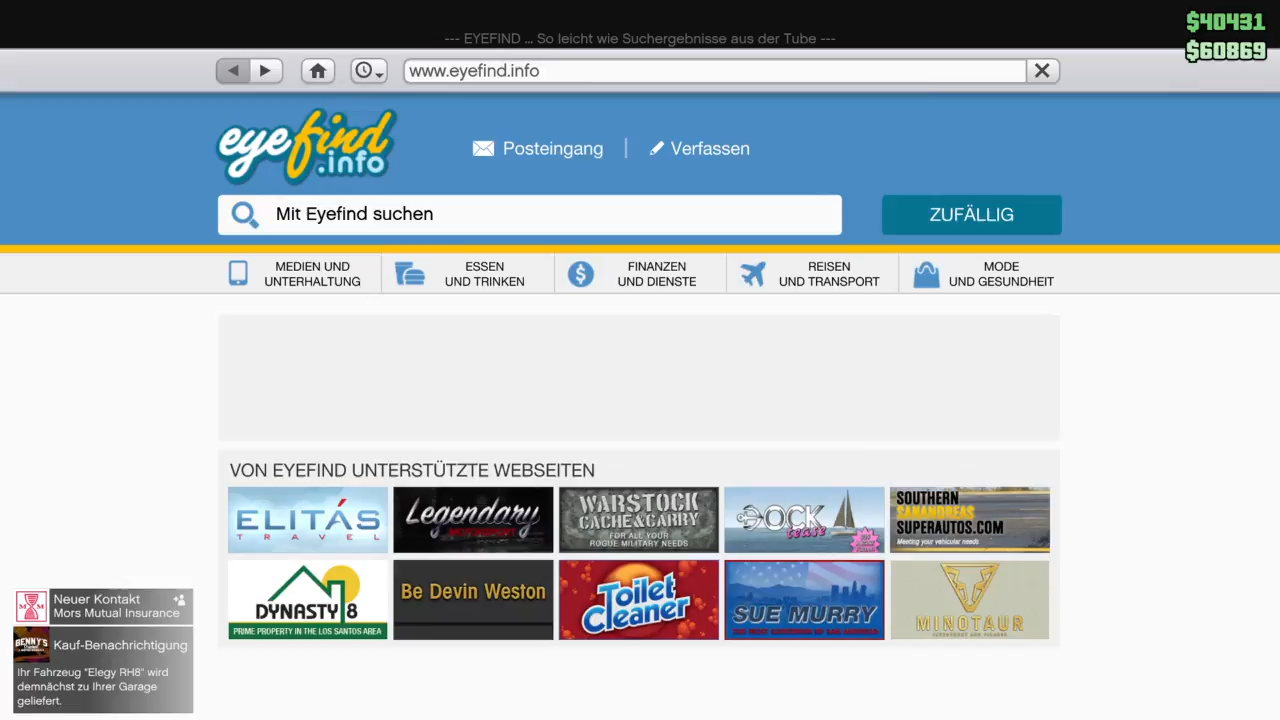 $40431
--- EYEFIND ... So leicht wie Suchergebnisse aus der Tube ---
$60869
www.eyefind.info
eyefind
.info
Posteingang
Verfassen
Mit Eyefind suchen
ZUFÄLLIG
MEDIEN UND
UNTERHALTUNG
ESSEN
UND TRINKEN
FINANZEN
UND DIENSTE
REISEN
UND TRANSPORT
MODE
UND GESUNDHEIT
VON EYEFIND UNTERSTÜTZTE WEBSEITEN
ELITÁS
TRAVEL
Legendary
MOTORSPORT
WARSTOCK
CACHE&CARRY
FOR ALL YOUR
ROGUE MILITARY NEEDS
DOCK
tease
SOUTHERN
SANANDREAS
SUPERAUTOS.COM
Meeting your vehicular needs
DYNASTY 8
PRIME PROPERTY IN THE LOS SANTOS AREA
Be Devin Weston
Toilet
Cleaner
SUE MURRY
MINOTAUR
Neuer Kontakt
Mors Mutual Insurance
BENNY'S
Kauf-Benachrichtigung
Ihr Fahrzeug "Elegy RH8" wird
demnächst zu Ihrer Garage
geliefert.